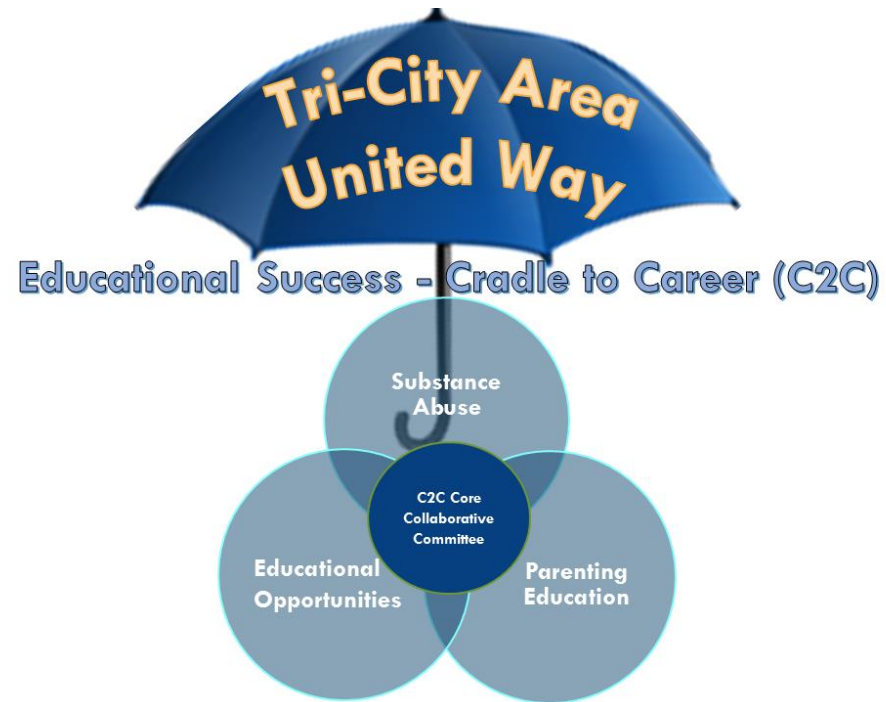 Tri-City Area
United Way
Educational Success - Cradle to Career (C2C)
Substance
Abuse
C2C Core
Collaborative
Committee
Educational
Opportunities
Parenting
Education